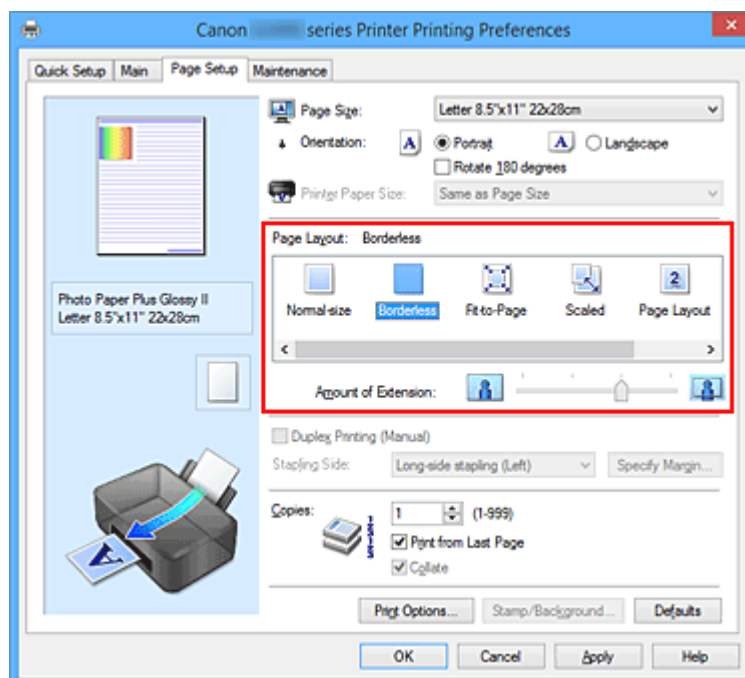 Canon series Printer Printing Preferences
Quick Setup Main Page Setup Maintenance
Page Size: Letter 8.5"x11" 22x28cm
Orientation: A Portrait A Landscape
Rotate 180 degrees
Printer Paper Size: Same as Page Size
Page Layout: Borderless
Normal-size Borderless Fit-to-Page Scaled Page Layout
Photo Paper Plus Glossy II
Letter 8.5"x11" 22x28cm
Amount of Extension:
Duplex Printing (Manual)
Stapling Side: Long-side stapling (Left) Specify Margin...
Copies: 1 (1-999)
Print from Last Page
Collate
Print Options... Stamp/Background... Defaults
OK Cancel Apply Help